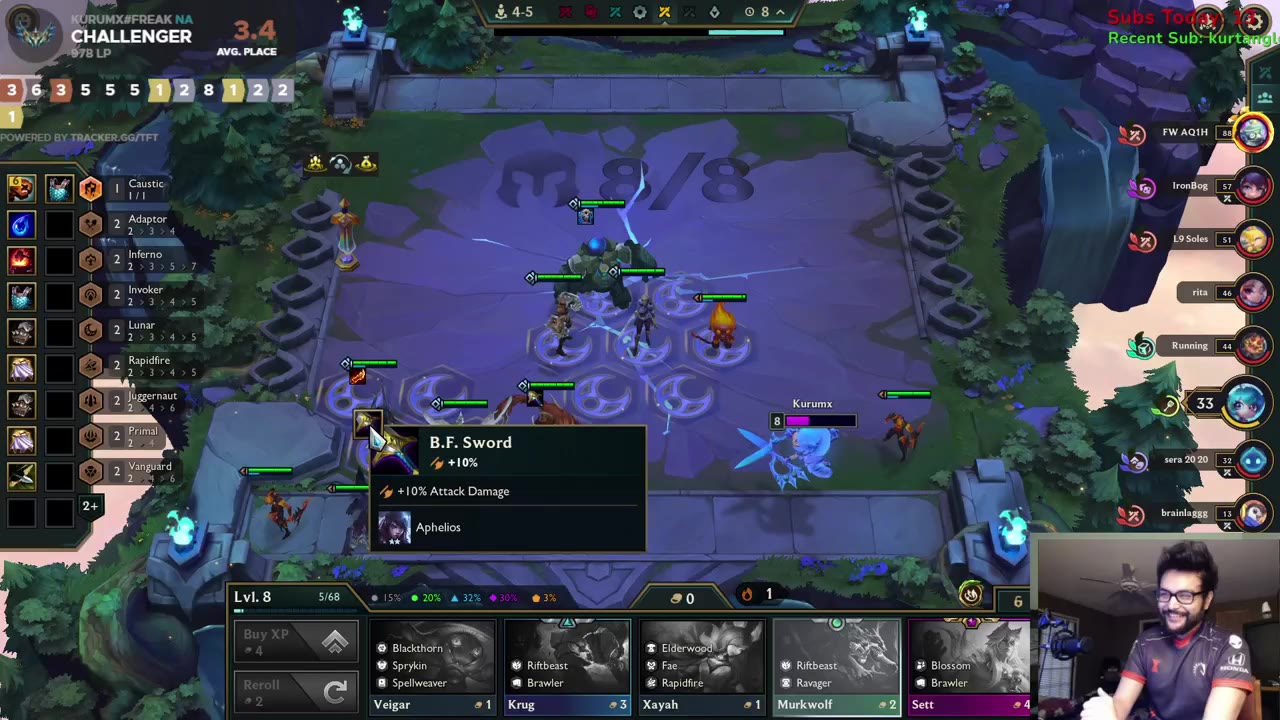 KURUMX#FREAK NA
CHALLENGER
978 LP
3.4
AVG. PLACE
3 6 3 5 5 5 1 2 8 1 2 2
1
POWERED BY TRACKER.GG/TFT
4-5
8
Subs Today: 13
Recent Sub: kurtangl
8/8
1 Caustic
1 / 1
2 Adaptor
2 > 3 > 4
2 Inferno
2 > 3 > 5 > 7
2 Invoker
2 > 3 > 4 > 5
2 Lunar
2 > 3 > 4 > 5
2 Rapidfire
2 > 3 > 4 > 5
2 Juggernaut
2 > 4 > 6
2 Primal
2 > 4
2 Vanguard
2 > 4 > 6
2+
FW AQ1H 88
IronBog 57
L9 Soles 51
rita 46
Running 44
33
sera 20 20 32
brainlaggg 13
Kurumx
8
B.F. Sword
+10%
+10% Attack Damage
Aphelios
Lvl. 8 5/68
15% 20% 32% 30% 3%
0
1
6
Buy XP
4
Reroll
2
Blackthorn
Sprykin
Spellweaver
Veigar 1
Riftbeast
Brawler
Krug 3
Elderwood
Fae
Rapidfire
Xayah 1
Riftbeast
Ravager
Murkwolf 2
Blossom
Brawler
Sett 4
HONDA